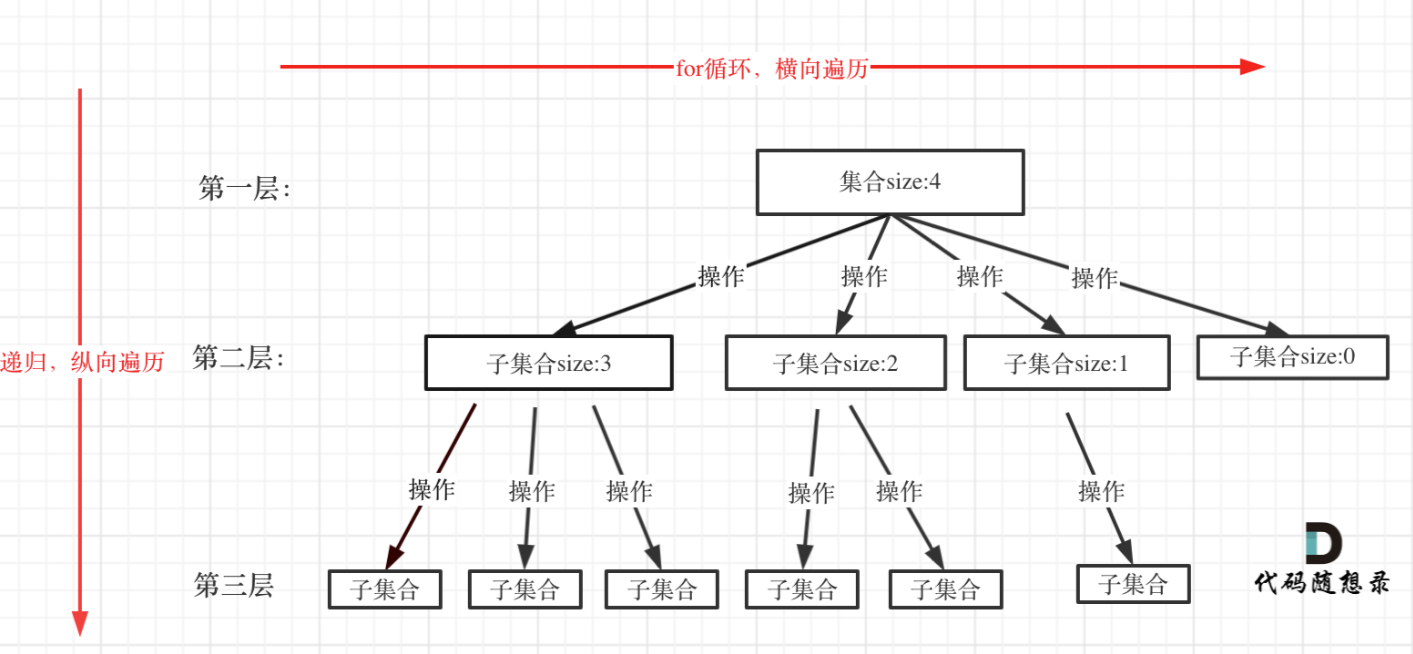 for循环，横向遍历
第一层：
集合size:4
操作
操作
操作
操作
递归，纵向遍历
第二层：
子集合size:3
子集合size:2
子集合size:1
子集合size:0
操作
操作
操作
操作
操作
操作
第三层
子集合
子集合
子集合
子集合
子集合
子集合
代码随想录